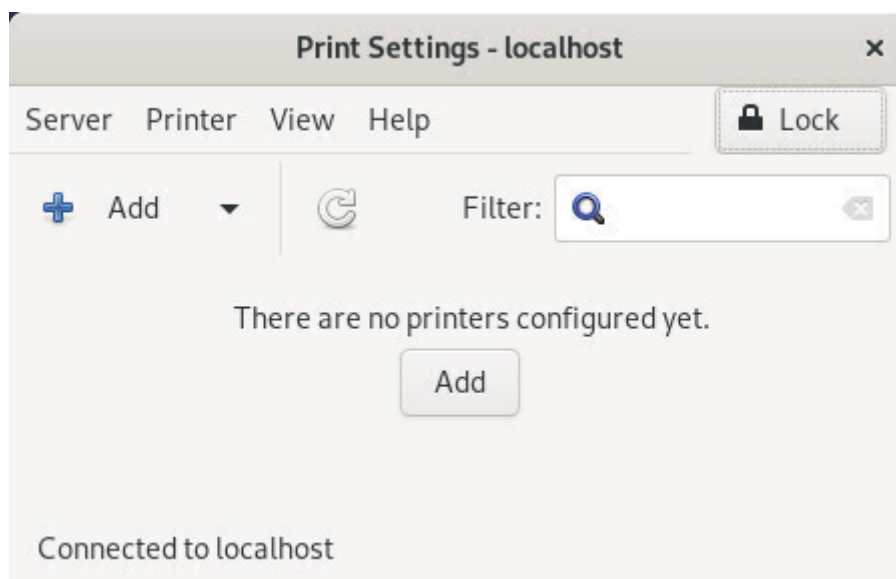 Print Settings - localhost ×
Server Printer View Help Lock
Add Filter:
There are no printers configured yet.
Add
Connected to localhost